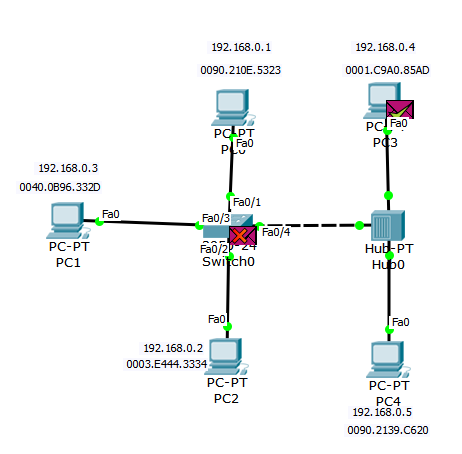 192.168.0.1
0090.210E.5323
PC-PT
Fa0
192.168.0.4
0001.C9A0.85AD
Fa0
PC3
192.168.0.3
0040.0B96.332D
Fa0
PC-PT
PC1
Fa0/1
Fa0/3
Fa0/4
Fa0/2
Switch0
Hub-PT
Hub0
Fa0
192.168.0.2
0003.E444.3334
PC-PT
PC2
Fa0
PC-PT
PC4
192.168.0.5
0090.2139.C620